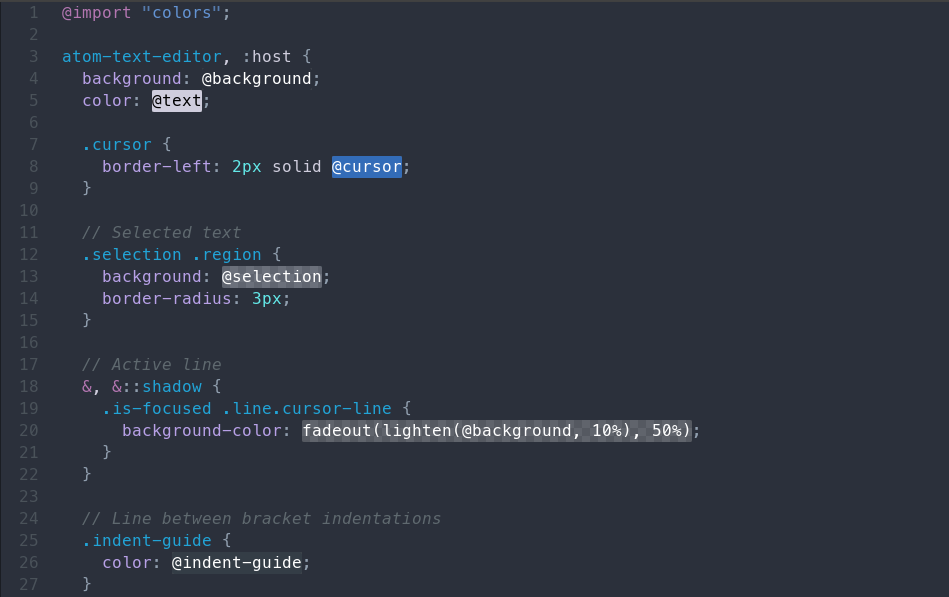 1 @import "colors";
2
3 atom-text-editor, :host {
4   background: @background;
5   color: @text;
6
7   .cursor {
8     border-left: 2px solid @cursor;
9   }
10
11   // Selected text
12   .selection .region {
13     background: @selection;
14     border-radius: 3px;
15   }
16
17   // Active line
18   &, &::shadow {
19     .is-focused .line.cursor-line {
20       background-color: fadeout(lighten(@background, 10%), 50%);
21     }
22   }
23
24   // Line between bracket indentations
25   .indent-guide {
26     color: @indent-guide;
27   }